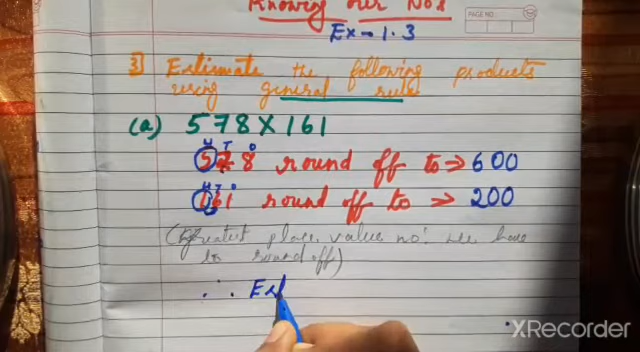 Knowing our No's
PAGE NO:
Ex - 1.3
3] Estimate the following products
using general rule
(a) 578 × 161
H T O
578 round off to ⇒ 600
H T O
161 round off to ⇒ 200
(Greatest place value no. we have
to round off)
∴ Est
XRecorder